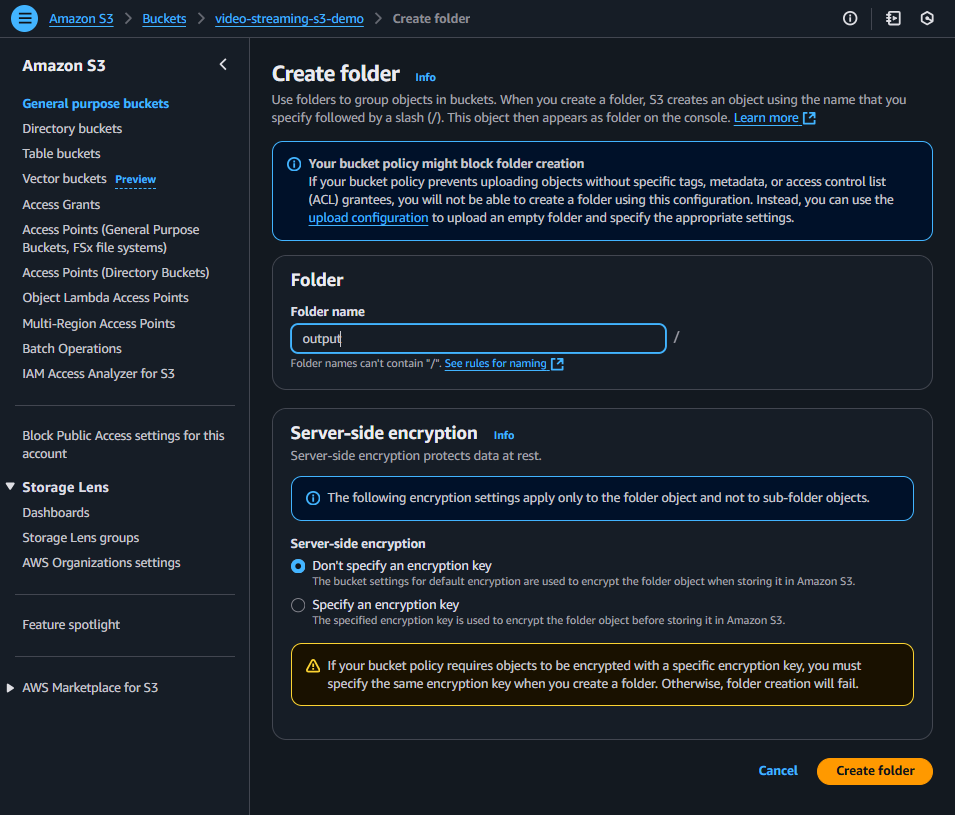 Amazon S3 > Buckets > video-streaming-s3-demo > Create folder
Amazon S3
General purpose buckets
Directory buckets
Table buckets
Vector buckets Preview
Access Grants
Access Points (General Purpose
Buckets, FSx file systems)
Access Points (Directory Buckets)
Object Lambda Access Points
Multi-Region Access Points
Batch Operations
IAM Access Analyzer for S3
Block Public Access settings for this
account
Storage Lens
Dashboards
Storage Lens groups
AWS Organizations settings
Feature spotlight
AWS Marketplace for S3
Create folder Info
Use folders to group objects in buckets. When you create a folder, S3 creates an object using the name that you
specify followed by a slash (/). This object then appears as folder on the console. Learn more
Your bucket policy might block folder creation
If your bucket policy prevents uploading objects without specific tags, metadata, or access control list
(ACL) grantees, you will not be able to create a folder using this configuration. Instead, you can use the
upload configuration to upload an empty folder and specify the appropriate settings.
Folder
Folder name
output /
Folder names can't contain "/". See rules for naming
Server-side encryption Info
Server-side encryption protects data at rest.
The following encryption settings apply only to the folder object and not to sub-folder objects.
Server-side encryption
Don't specify an encryption key
The bucket settings for default encryption are used to encrypt the folder object when storing it in Amazon S3.
Specify an encryption key
The specified encryption key is used to encrypt the folder object before storing it in Amazon S3.
If your bucket policy requires objects to be encrypted with a specific encryption key, you must
specify the same encryption key when you create a folder. Otherwise, folder creation will fail.
Cancel Create folder